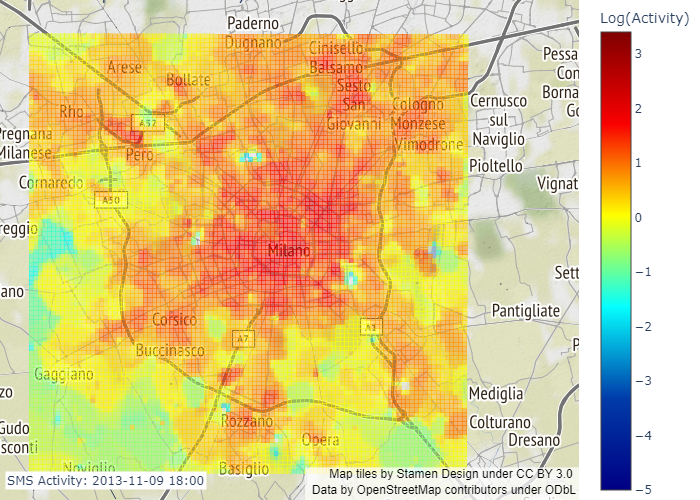 Log(Activity)
3
2
1
0
−1
−2
−3
−4
−5
Paderno
Dugnano
Cinisello
Balsamo
Arese
Bollate
Sesto
San
Giovanni
Rho
A52
Cologno
Monzese
Cernusco
sul
Naviglio
Pessa
Con
Borna
Go
Pregnana
Milanese
Pero
Vimodrone
Pioltello
Cornaredo
A50
Vignat
reggio
Milano
Sett
ano
Pantigliate
Corsico
A7
A1
Buccinasco
P
Gaggiano
zo
Mediglia
Gudo
sconti
Rozzano
Colturano
Dresano
Opera
Noviglio
Basiglio
SMS Activity: 2013-11-09 18:00
Map tiles by Stamen Design under CC BY 3.0
Data by OpenStreetMap contributors under ODbL